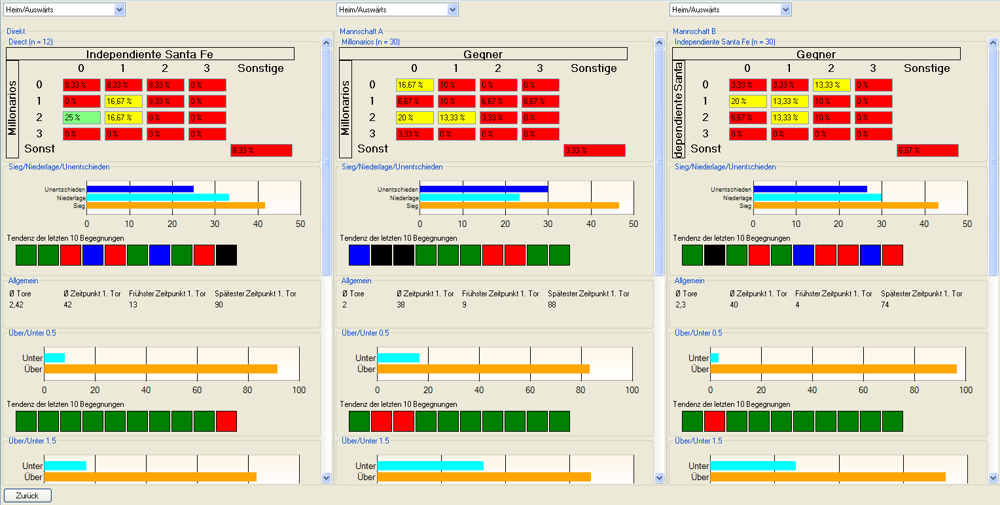 Heim/Auswärts
Heim/Auswärts
Heim/Auswärts
Direkt
Direct (n = 12)
Independiente Santa Fe
0 1 2 3 Sonstige
Millonarios
0 8,33 % 8,33 % 8,33 % 0 %
1 0 % 16,67 % 8,33 % 0 %
2 25 % 16,67 % 0 % 0 %
3 0 % 0 % 0 % 0 %
Sonst 8,33 %
Sieg/Niederlage/Unentschieden
Unentschieden
Niederlage
Sieg
0 10 20 30 40 50
Tendenz der letzten 10 Begegnungen
Allgemein
Ø Tore Ø Zeitpunkt 1. Tor Frühster Zeitpunkt 1. Tor Spätester Zeitpunkt 1. Tor
2,42 42 13 90
Über/Unter 0.5
Unter
Über
0 20 40 60 80 100
Tendenz der letzten 10 Begegnungen
Über/Unter 1.5
Unter
Über
Mannschaft A
Millonarios (n = 30)
Gegner
0 1 2 3 Sonstige
Millonarios
0 16,67 % 10 % 0 % 0 %
1 6,67 % 10 % 6,67 % 6,67 %
2 20 % 13,33 % 3,33 % 0 %
3 3,33 % 0 % 0 % 0 %
Sonst 3,33 %
Sieg/Niederlage/Unentschieden
Unentschieden
Niederlage
Sieg
0 10 20 30 40 50
Tendenz der letzten 10 Begegnungen
Allgemein
Ø Tore Ø Zeitpunkt 1. Tor Frühster Zeitpunkt 1. Tor Spätester Zeitpunkt 1. Tor
2 38 9 88
Über/Unter 0.5
Unter
Über
0 20 40 60 80 100
Tendenz der letzten 10 Begegnungen
Über/Unter 1.5
Unter
Über
Mannschaft B
Independiente Santa Fe (n = 30)
Gegner
0 1 2 3 Sonstige
dependiente Santa
0 3,33 % 3,33 % 13,33 % 0 %
1 20 % 13,33 % 10 % 0 %
2 6,67 % 13,33 % 10 % 0 %
3 0 % 0 % 0 % 0 %
Sonst 6,67 %
Sieg/Niederlage/Unentschieden
Unentschieden
Niederlage
Sieg
0 10 20 30 40 50
Tendenz der letzten 10 Begegnungen
Allgemein
Ø Tore Ø Zeitpunkt 1. Tor Frühster Zeitpunkt 1. Tor Spätester Zeitpunkt 1. Tor
2,3 40 4 74
Über/Unter 0.5
Unter
Über
0 20 40 60 80 100
Tendenz der letzten 10 Begegnungen
Über/Unter 1.5
Unter
Über
Zurück